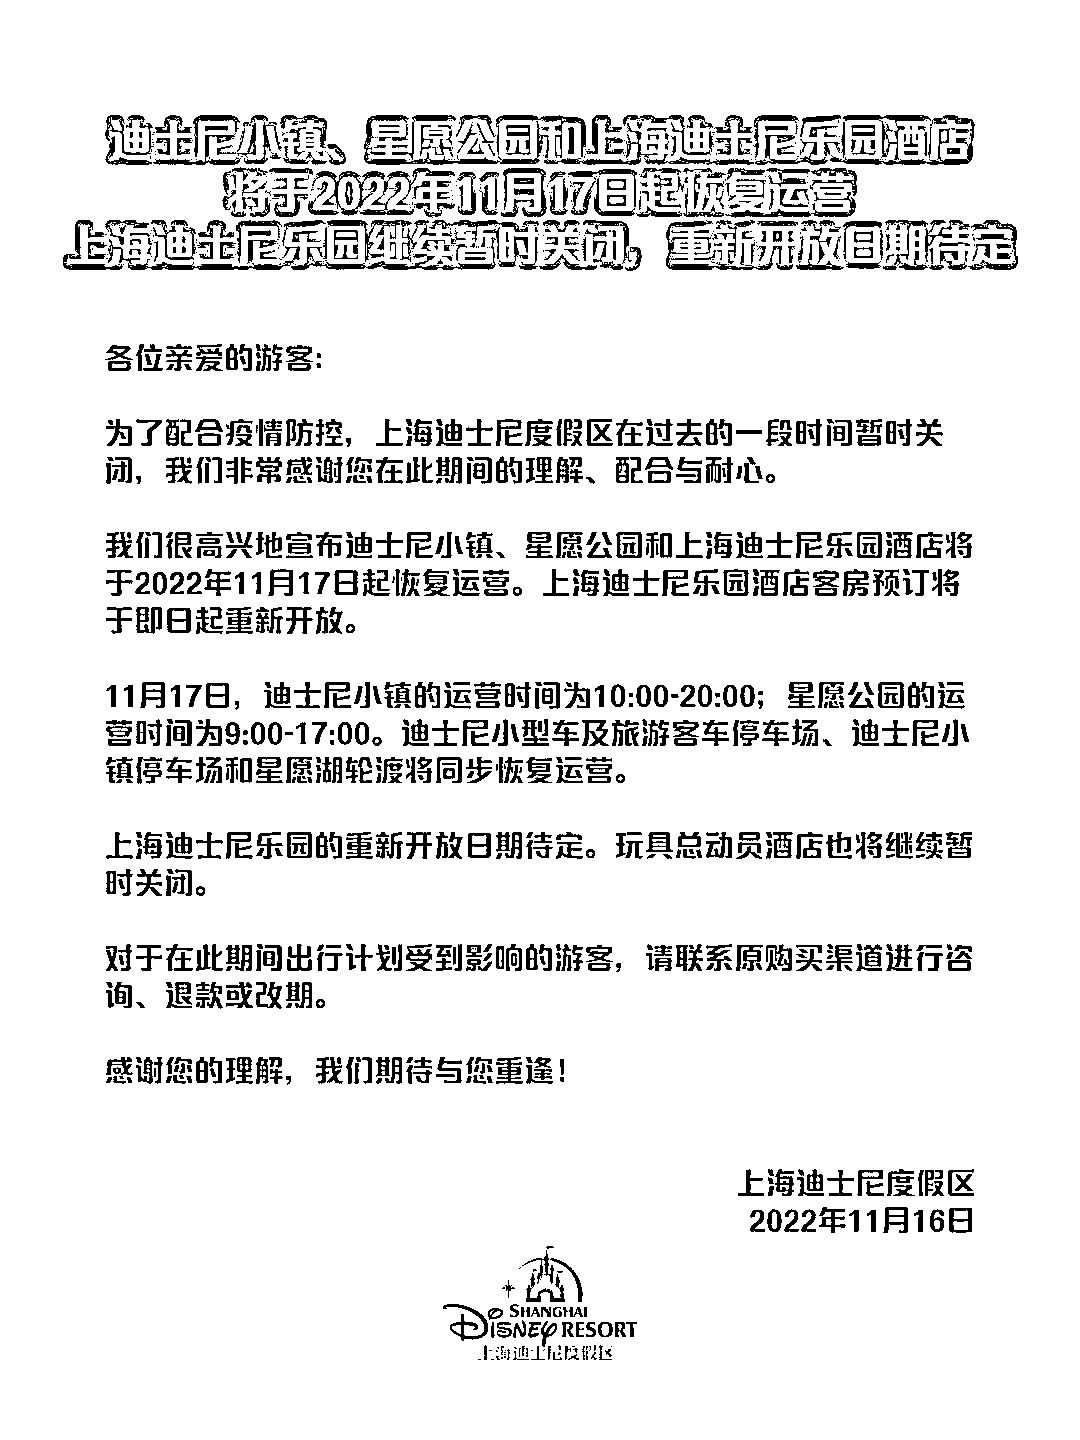 迪士尼小镇、星愿公园和上海迪士尼乐园酒店
将于2022年11月17日起恢复运营
上海迪士尼乐园继续暂时关闭，重新开放日期待定
各位亲爱的游客：
为了配合疫情防控，上海迪士尼度假区在过去的一段时间暂时关
闭，我们非常感谢您在此期间的理解、配合与耐心。
我们很高兴地宣布迪士尼小镇、星愿公园和上海迪士尼乐园酒店将
于2022年11月17日起恢复运营。上海迪士尼乐园酒店客房预订将
于即日起重新开放。
11月17日，迪士尼小镇的运营时间为10:00-20:00；星愿公园的运
营时间为9:00-17:00。迪士尼小型车及旅游客车停车场、迪士尼小
镇停车场和星愿湖轮渡将同步恢复运营。
上海迪士尼乐园的重新开放日期待定。玩具总动员酒店也将继续暂
时关闭。
对于在此期间出行计划受到影响的游客，请联系原购买渠道进行咨
询、退款或改期。
感谢您的理解，我们期待与您重逢！
上海迪士尼度假区
2022年11月16日
SHANGHAI
DISNEY RESORT
上海迪士尼度假区